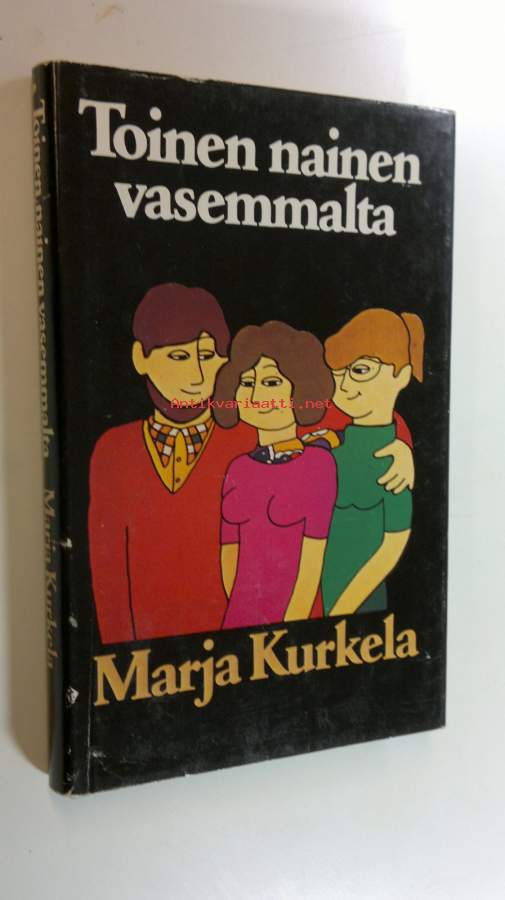 Toinen nainen
vasemmalta
Antikvariaatti.net
Marja Kurkela
Toinen nainen vasemmalta Marja Kurkela